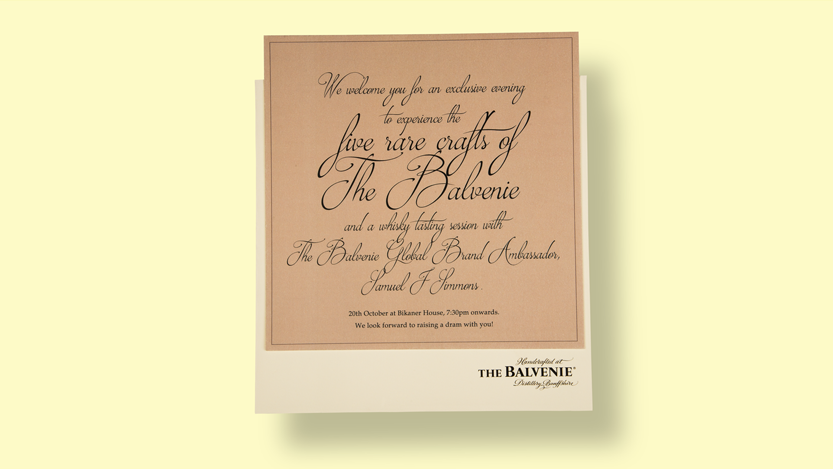 We welcome you for an exclusive evening
to experience the
five rare crafts of
The Balvenie
and a whisky tasting session with
The Balvenie Global Brand Ambassador,
Samuel J Simmons.
20th October at Bikaner House, 7:30pm onwards.
We look forward to raising a dram with you!
Handcrafted at
THE BALVENIE®
Distillery, Banffshire